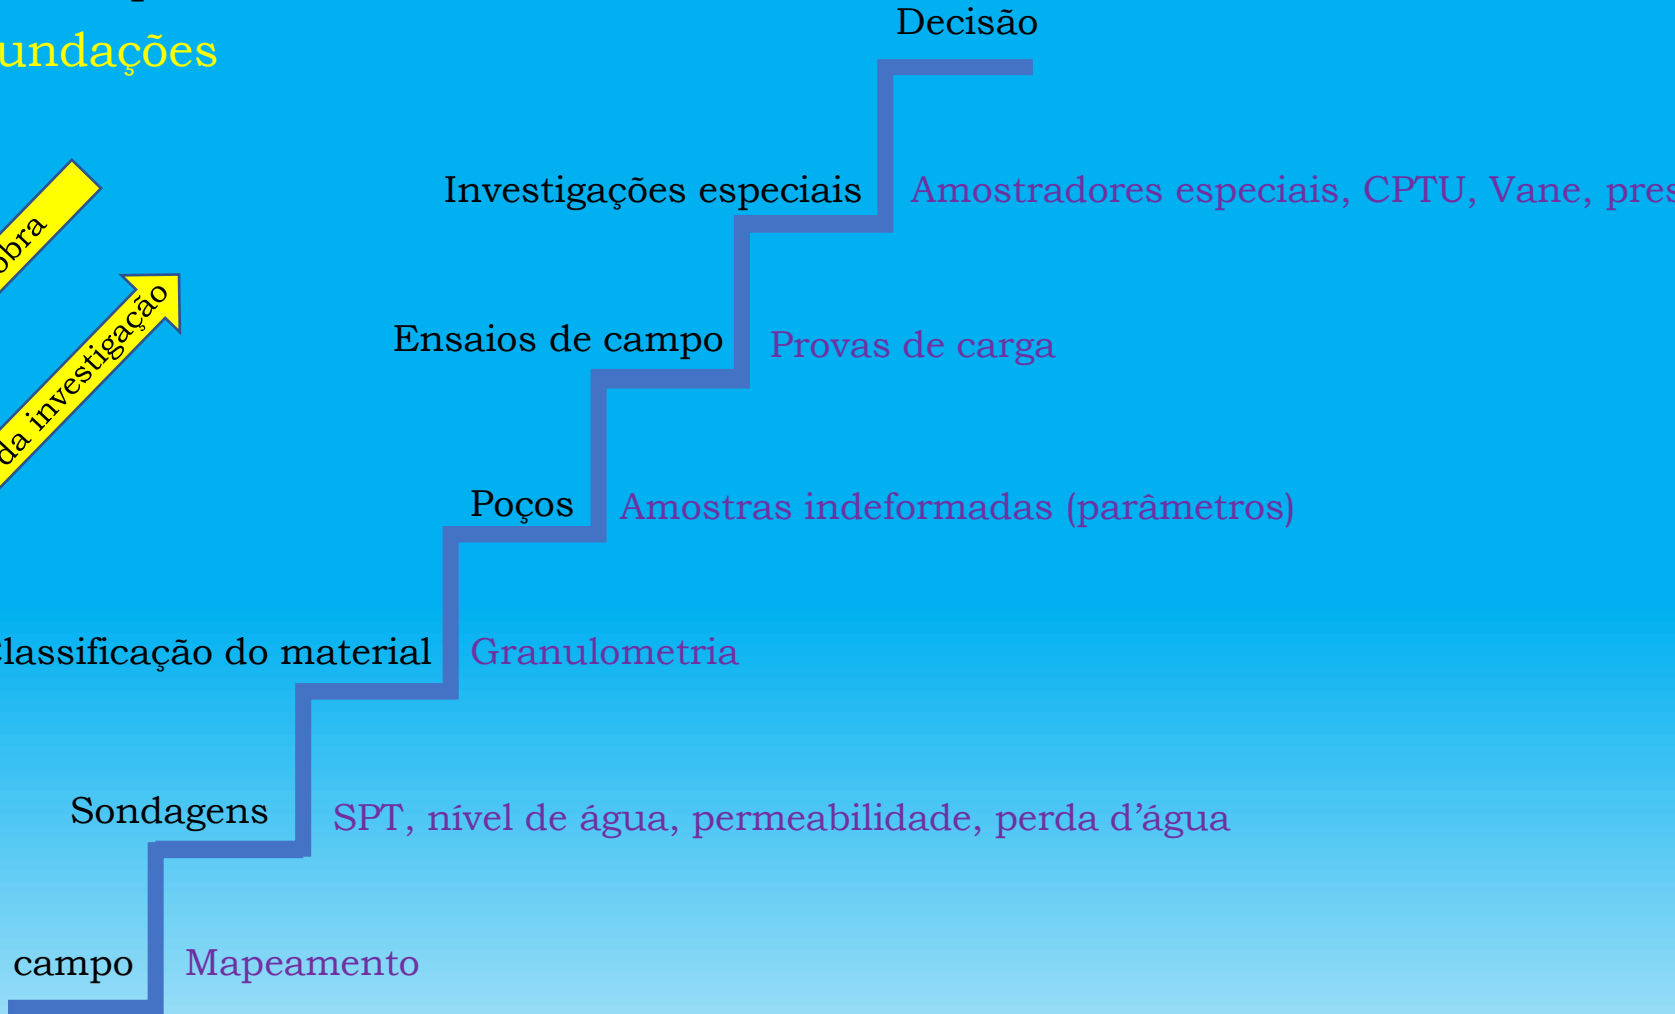 undações
Decisão
Investigações especiais
Amostradores especiais, CPTU, Vane, pres
obra
da investigação
Ensaios de campo
Provas de carga
Poços
Amostras indeformadas (parâmetros)
lassificação do material
Granulometria
Sondagens
SPT, nível de água, permeabilidade, perda d’água
campo
Mapeamento